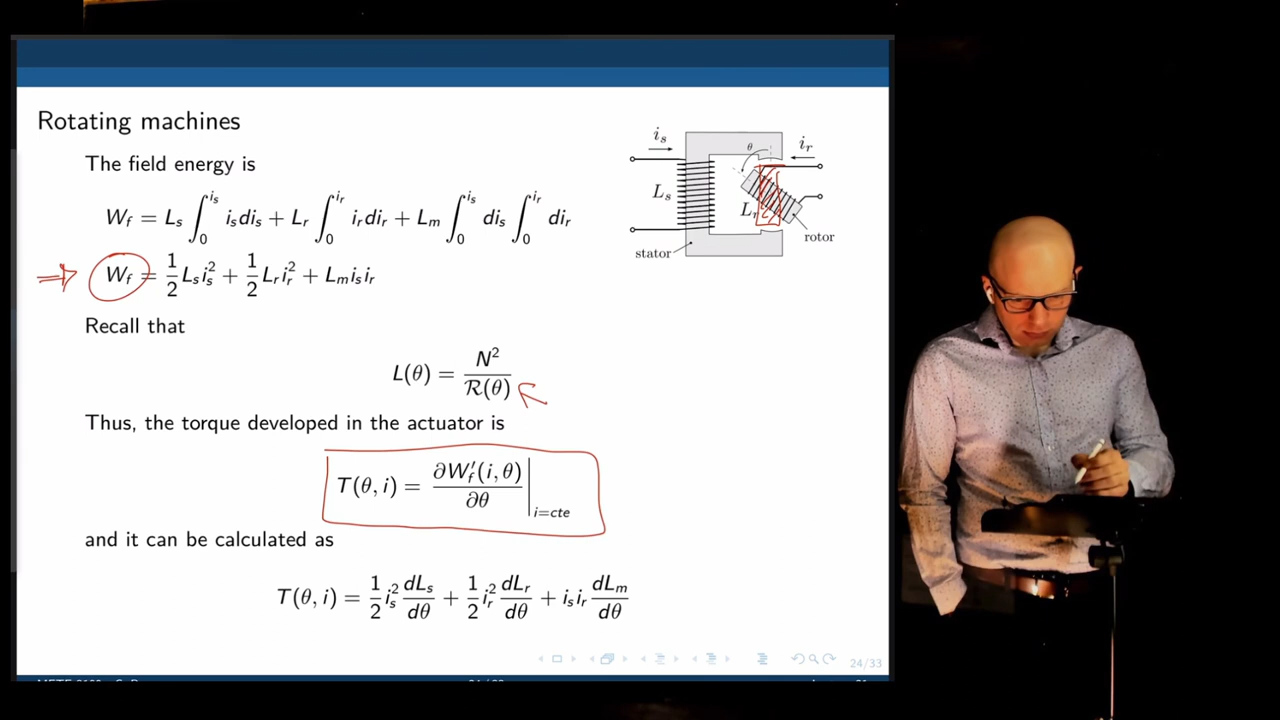 Rotating machines
The field energy is
W_f = L_s ∫_0^{i_s} i_s di_s + L_r ∫_0^{i_r} i_r di_r + L_m ∫_0^{i_s} di_s ∫_0^{i_r} di_r
⇒ W_f = 1/2 L_s i_s^2 + 1/2 L_r i_r^2 + L_m i_s i_r
Recall that
L(θ) = N^2 / R(θ)
Thus, the torque developed in the actuator is
T(θ, i) = ∂W_f′(i, θ) / ∂θ |_{i=cte}
and it can be calculated as
T(θ, i) = 1/2 i_s^2 dL_s/dθ + 1/2 i_r^2 dL_r/dθ + i_s i_r dL_m/dθ
i_s
θ
i_r
L_s
L_r
rotor
stator
24/33